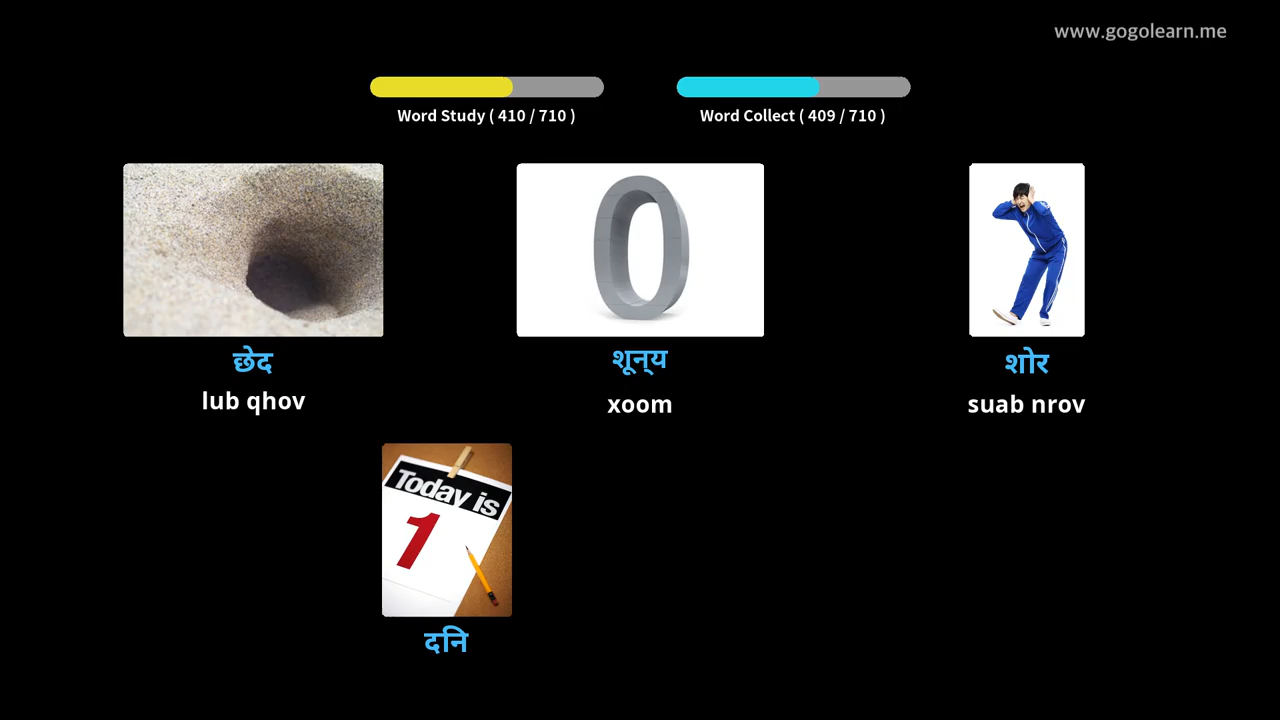 www.gogolearn.me
Word Study ( 410 / 710 )
Word Collect ( 409 / 710 )
छेद
शून्य
शोर
lub qhov
xoom
suab nrov
Today is
1
दनि